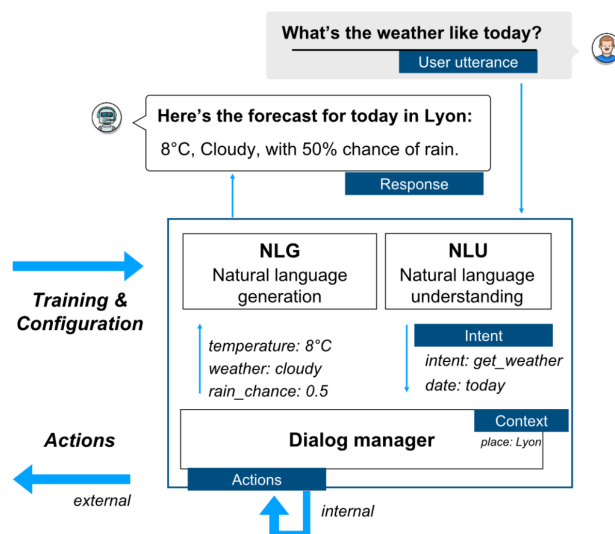 What's the weather like today?
User utterance
Here's the forecast for today in Lyon:
8°C, Cloudy, with 50% chance of rain.
Response
NLG
Natural language
generation
NLU
Natural language
understanding
Training &
Configuration
Intent
temperature: 8°C
weather: cloudy
rain_chance: 0.5
intent: get_weather
date: today
Context
place: Lyon
Dialog manager
Actions
external
Actions
internal